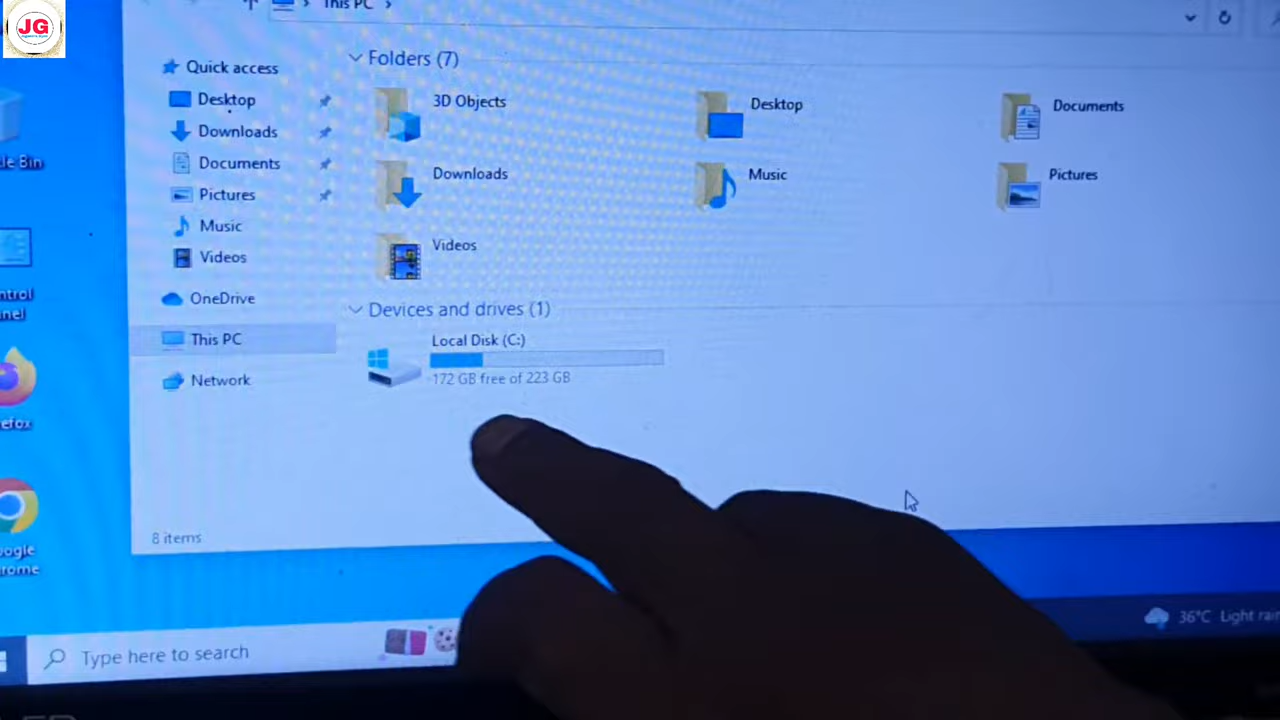 JG
This PC
Quick access
Desktop
Downloads
Documents
Pictures
Music
Videos
OneDrive
This PC
Network
Folders (7)
3D Objects
Desktop
Documents
Downloads
Music
Pictures
Videos
Devices and drives (1)
Local Disk (C:)
172 GB free of 223 GB
8 items
Type here to search
36°C Light rain